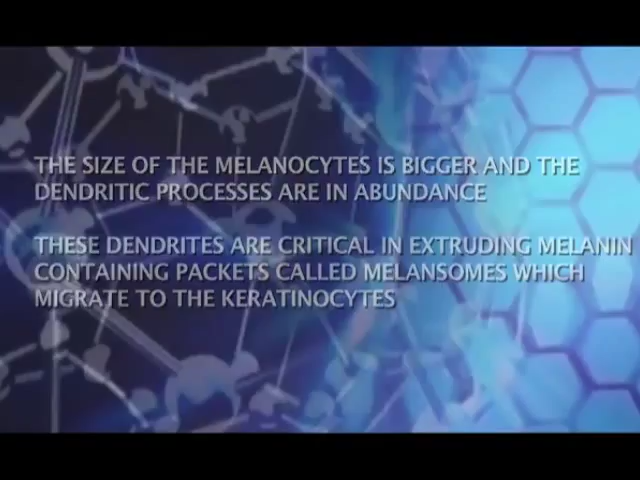 THE SIZE OF THE MELANOCYTES IS BIGGER AND THE
DENDRITIC PROCESSES ARE IN ABUNDANCE
THESE DENDRITES ARE CRITICAL IN EXTRUDING MELANIN
CONTAINING PACKETS CALLED MELANSOMES WHICH
MIGRATE TO THE KERATINOCYTES